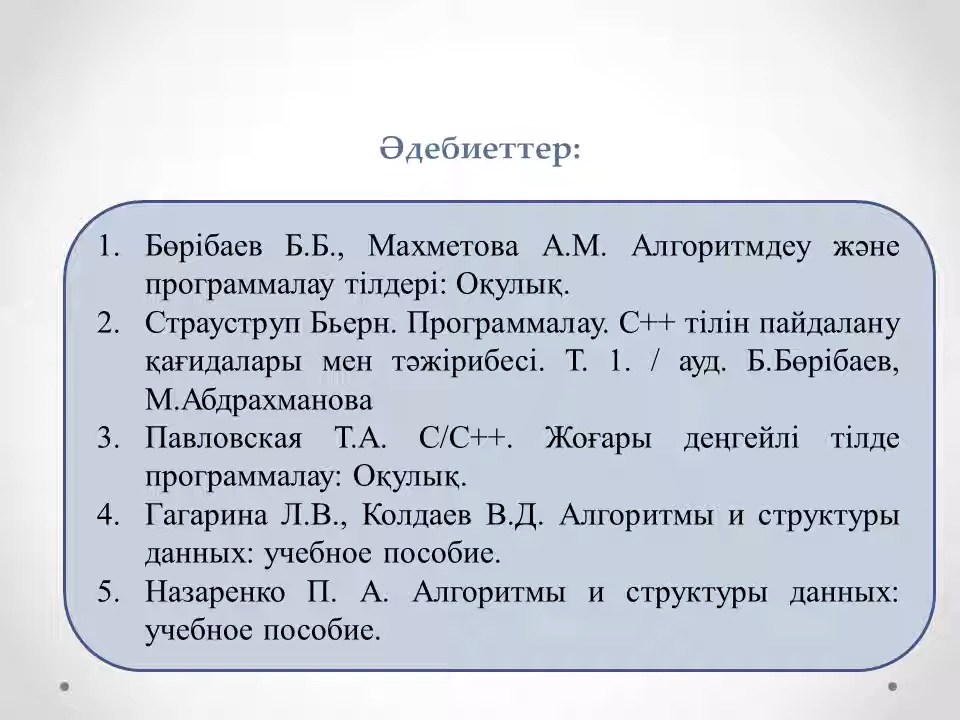 Әдебиеттер:
1. Бөрібаев Б.Б., Махметова А.М. Алгоритмдеу және
программалау тілдері: Оқулық.
2. Страуструп Бьерн. Программалау. С++ тілін пайдалану
қағидалары мен тәжірибесі. Т. 1. / ауд. Б.Бөрібаев,
М.Абдрахманова
3. Павловская Т.А. С/С++. Жоғары деңгейлі тілде
программалау: Оқулық.
4. Гагарина Л.В., Колдаев В.Д. Алгоритмы и структуры
данных: учебное пособие.
5. Назаренко П. А. Алгоритмы и структуры данных:
учебное пособие.